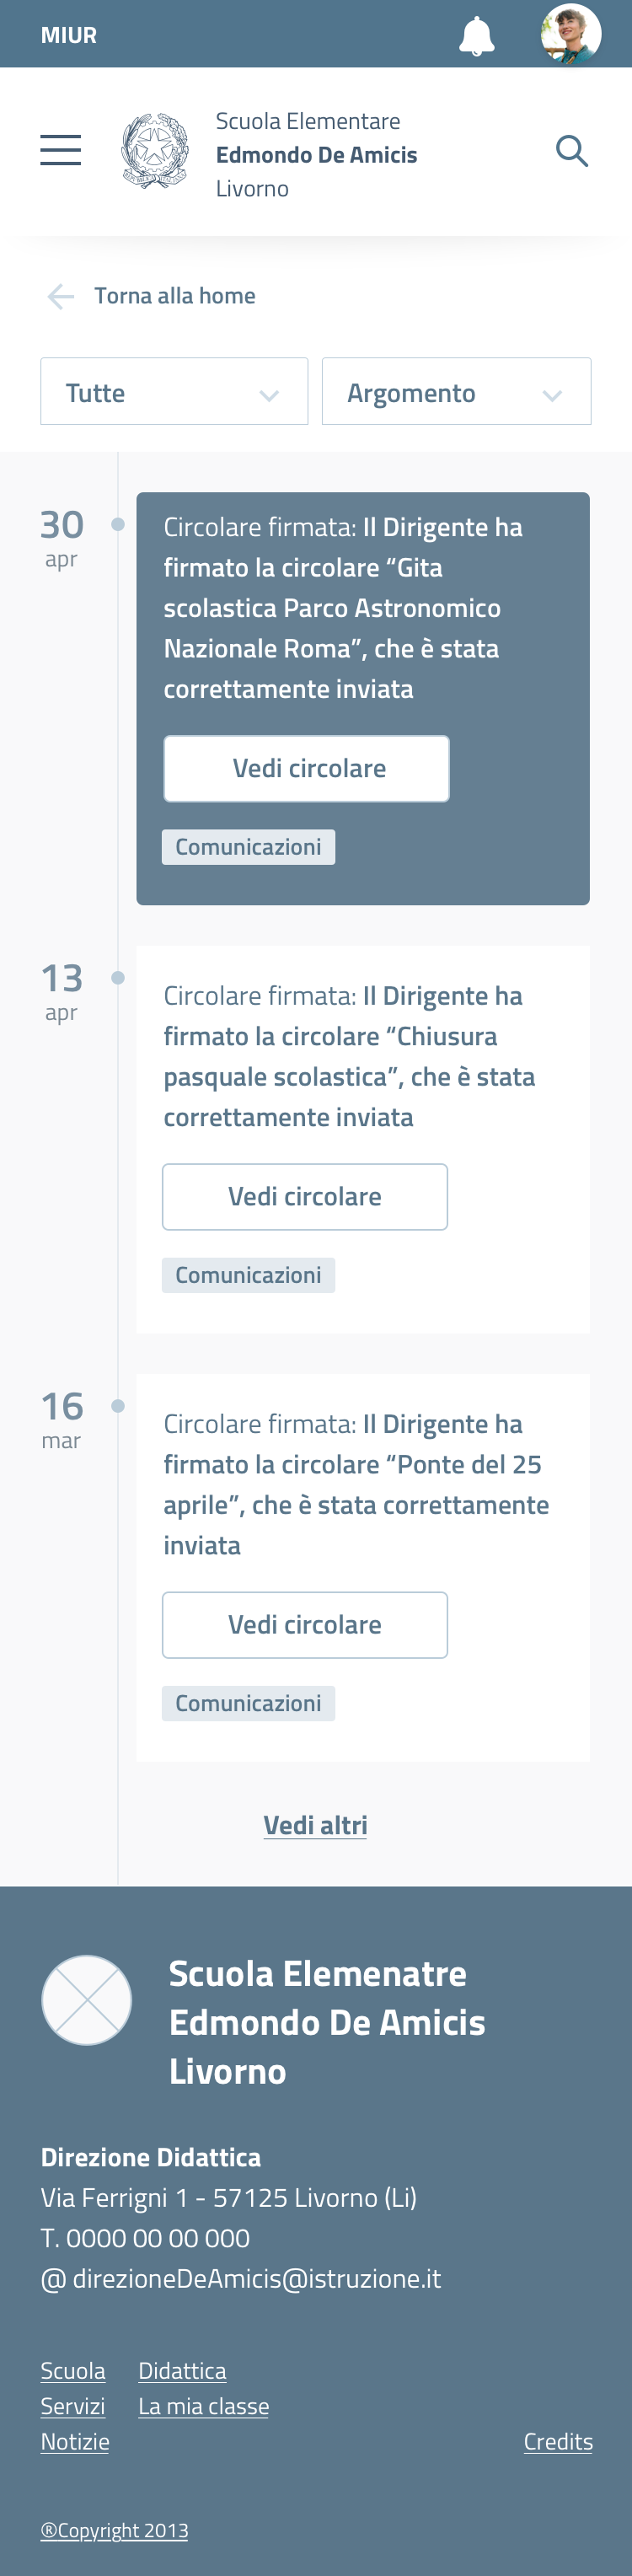 MIUR
Scuola Elementare
Edmondo De Amicis
Livorno
Torna alla home
Tutte
Argomento
30
apr
Circolare firmata: Il Dirigente ha
firmato la circolare “Gita
scolastica Parco Astronomico
Nazionale Roma”, che è stata
correttamente inviata
Vedi circolare
Comunicazioni
13
apr
Circolare firmata: Il Dirigente ha
firmato la circolare “Chiusura
pasquale scolastica”, che è stata
correttamente inviata
Vedi circolare
Comunicazioni
16
mar
Circolare firmata: Il Dirigente ha
firmato la circolare “Ponte del 25
aprile”, che è stata correttamente
inviata
Vedi circolare
Comunicazioni
Vedi altri
Scuola Elemenatre
Edmondo De Amicis
Livorno
Direzione Didattica
Via Ferrigni 1 - 57125 Livorno (Li)
T. 0000 00 00 000
@ direzioneDeAmicis@istruzione.it
Scuola Didattica
Servizi La mia classe
Notizie Credits
®Copyright 2013